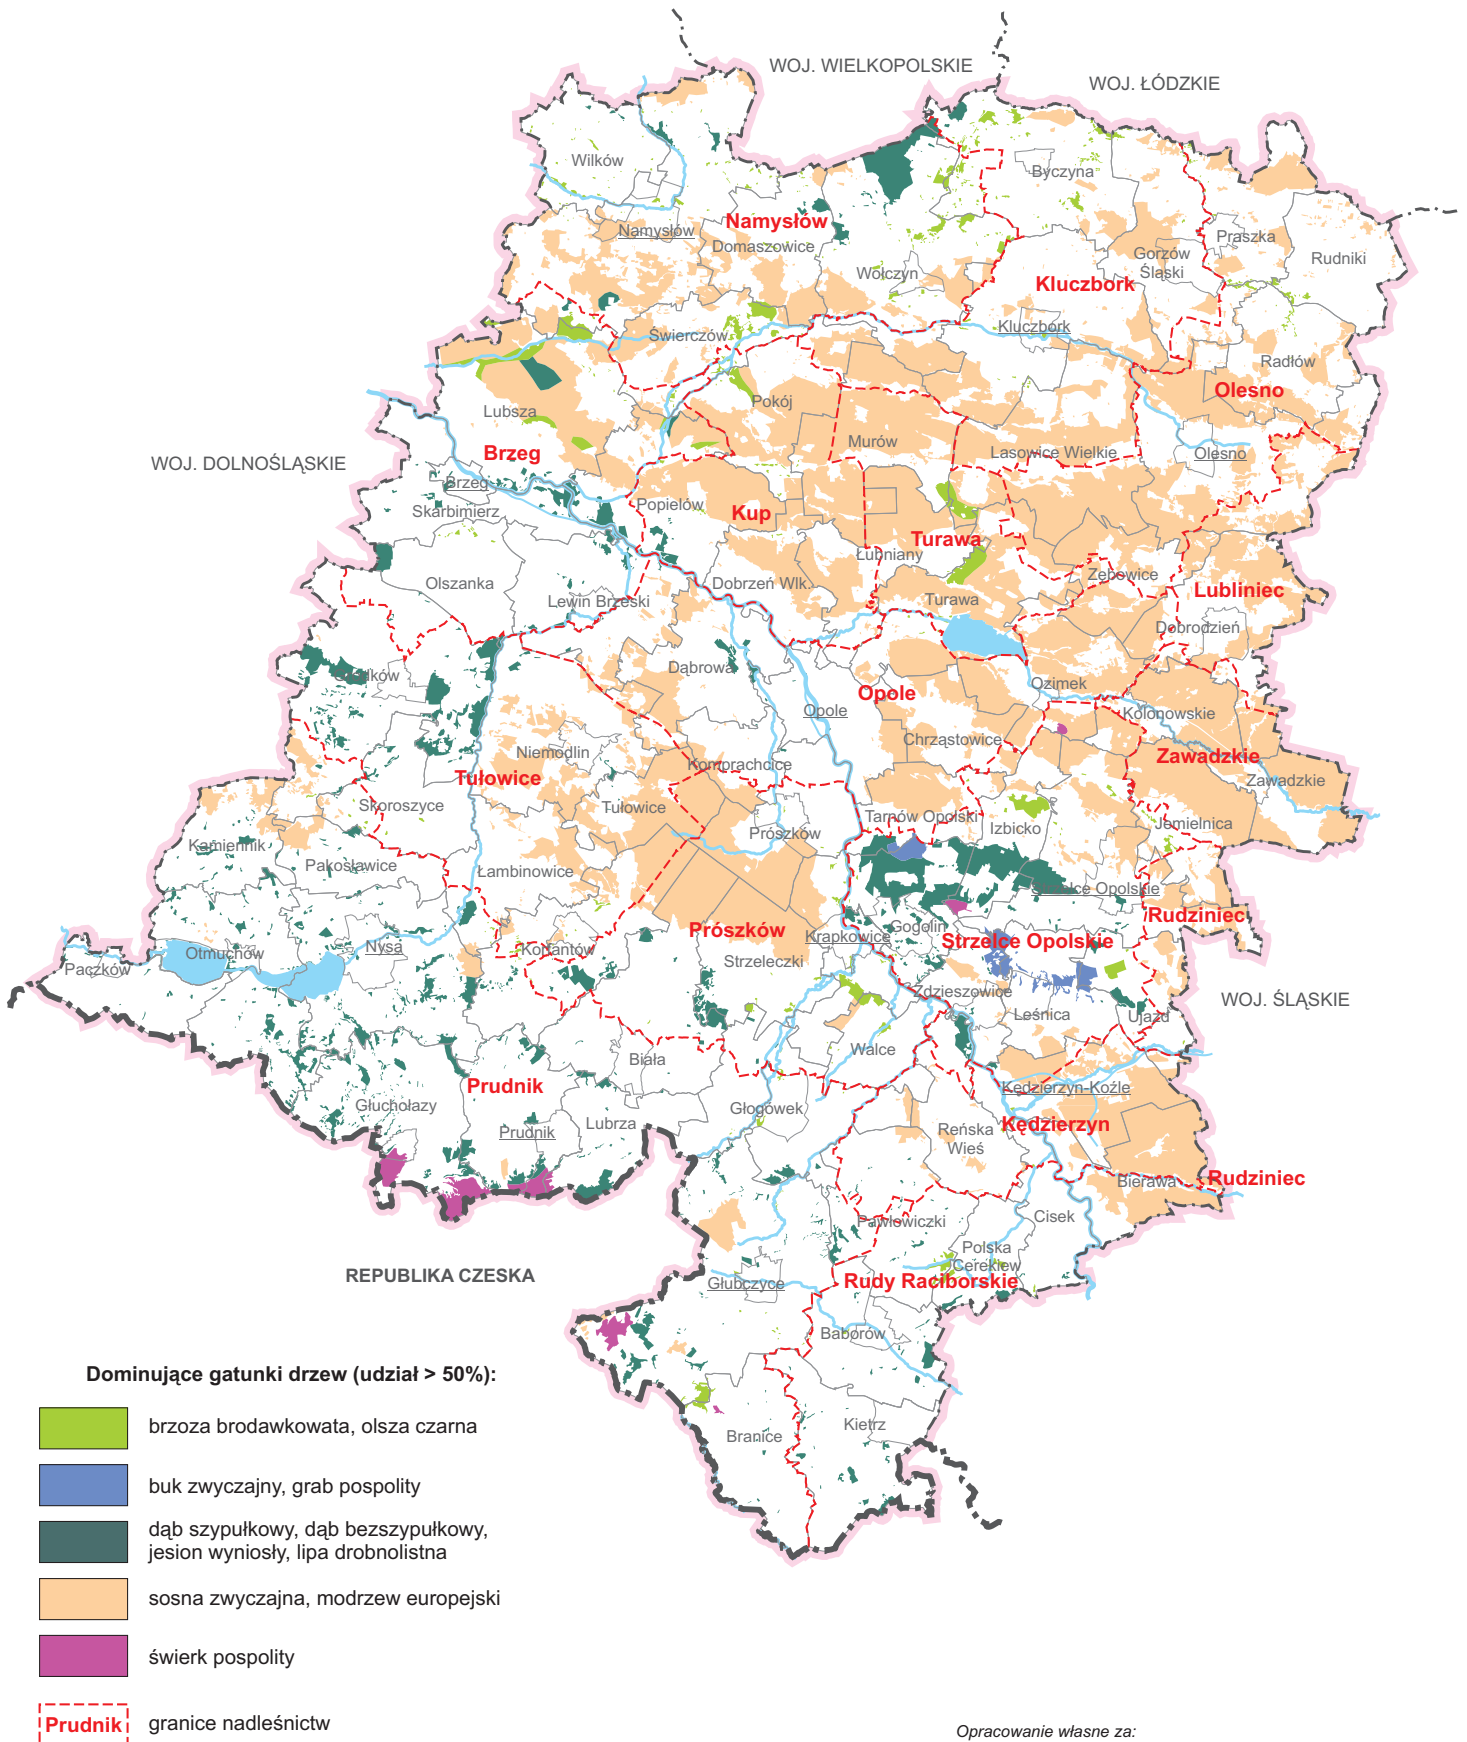 WOJ. WIELKOPOLSKIE
WOJ. ŁÓDZKIE
Wilków
Byczyna
Namysłów
Namysłów
Domaszowice
Praszka
Rudniki
Gorzów
Śląski
Wołczyn
Kluczbork
Kluczbork
Świerczów
Radłów
Olesno
Lubsza
Pokój
Murów
Brzeg
Lasowice Wielkie
Olesno
WOJ. DOLNOŚLĄSKIE
Brzeg
Skarbimierz
Popielów
Kup
Turawa
Łubniany
Olszanka
Dobrzeń Wlk.
Zębowice
Lubliniec
Lewin Brzeski
Turawa
Dobrodzień
Dąbrowa
Ozimek
Opole
Opole
Kolonowskie
Niemodlin
Chrząstowice
Komprachcice
Zawadzkie
Tułowice
Zawadzkie
Skoroszyce
Tułowice
Tarnów Opolski
Izbicko
Jemielnica
Prószków
Kamiennik
Pakosławice
Łambinowice
Strzelce Opolskie
Rudziniec
Prószków
Krapkowice
Gogolin
Strzelce Opolskie
Otmuchów
Nysa
Korfantów
Strzeleczki
Paczków
Zdzieszowice
WOJ. ŚLĄSKIE
Leśnica
Ujazd
Walce
Biała
Prudnik
Kędzierzyn-Koźle
Głuchołazy
Głogówek
Lubrza
Prudnik
Kędzierzyn
Reńska
Wieś
Bierawa
Rudziniec
Pawłowiczki
Cisek
Polska
Cerekiew
REPUBLIKA CZESKA
Głubczyce
Rudy Raciborskie
Baborów
Kietrz
Branice
Dominujące gatunki drzew (udział > 50%):
brzoza brodawkowata, olsza czarna
buk zwyczajny, grab pospolity
dąb szypułkowy, dąb bezszypułkowy,
jesion wyniosły, lipa drobnolistna
sosna zwyczajna, modrzew europejski
świerk pospolity
Prudnik granice nadleśnictw
Opracowanie własne za: